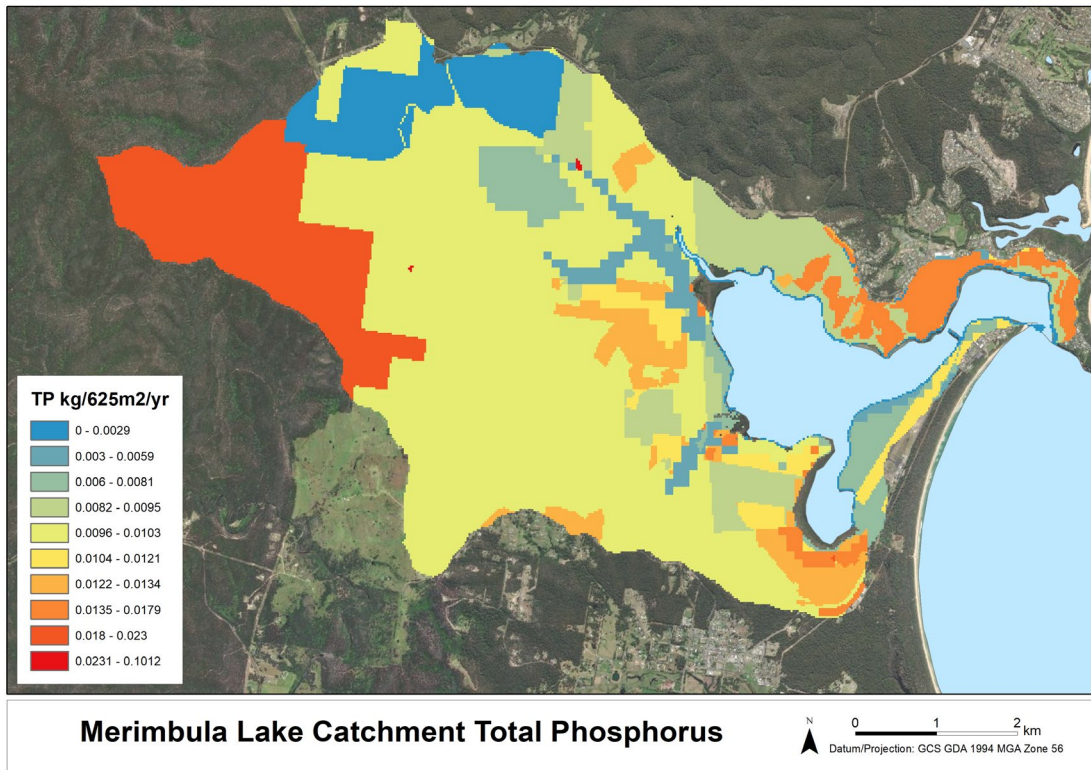 TP kg/625m2/yr
0 - 0.0029
0.003 - 0.0059
0.006 - 0.0081
0.0082 - 0.0095
0.0096 - 0.0103
0.0104 - 0.0121
0.0122 - 0.0134
0.0135 - 0.0179
0.018 - 0.023
0.0231 - 0.1012
Merimbula Lake Catchment Total Phosphorus
N
0 1 2
km
Datum/Projection: GCS GDA 1994 MGA Zone 56